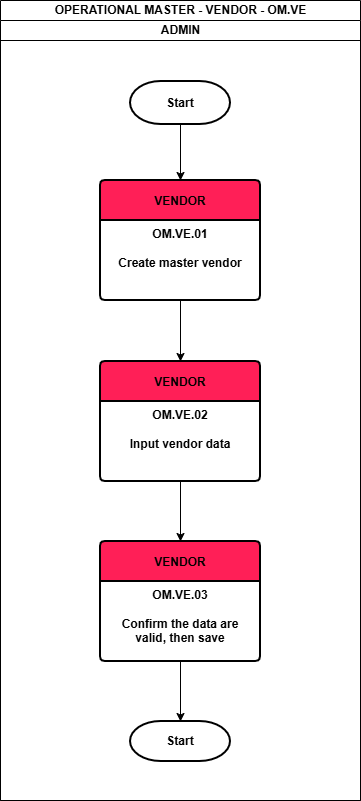 OPERATIONAL MASTER - VENDOR - OM.VE
ADMIN
Start
VENDOR
OM.VE.01
Create master vendor
VENDOR
OM.VE.02
Input vendor data
VENDOR
OM.VE.03
Confirm the data are
valid, then save
Start